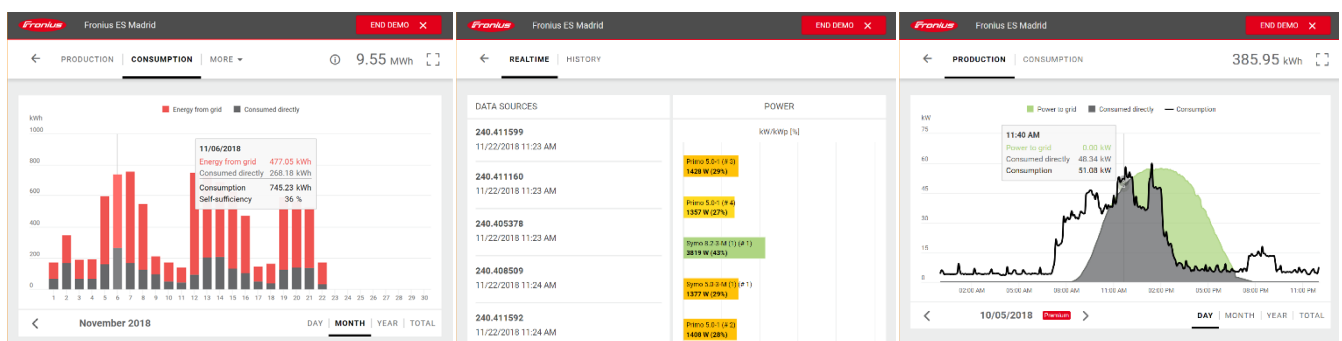 Fronius Fronius ES Madrid END DEMO X
← PRODUCTION CONSUMPTION MORE 9.55 MWh
Energy from grid Consumed directly
kWh
1000
800
600
400
200
0
11/06/2018
Energy from grid 477.05 kWh
Consumed directly 268.18 kWh
Consumption 745.23 kWh
Self-sufficiency 36 %
1 2 3 4 5 6 7 8 9 10 11 12 13 14 15 16 17 18 19 20 21 22 23 24 25 26 27 28 29 30
November 2018 DAY MONTH YEAR TOTAL
Fronius Fronius ES Madrid END DEMO X
← REALTIME HISTORY
DATA SOURCES POWER
kW/kWp [%]
240.411599
11/22/2018 11:23 AM
Primo 5.0-1 (# 3)
1428 W (29%)
240.411160
11/22/2018 11:23 AM
Primo 5.0-1 (# 4)
1357 W (27%)
240.405378
11/22/2018 11:23 AM
Symo 8.2-3-M (1) (# 1)
3819 W (43%)
240.408509
11/22/2018 11:24 AM
Symo 5.0-3-M (1) (# 1)
1377 W (29%)
240.411592
11/22/2018 11:24 AM
Primo 5.0-1 (# 2)
1408 W (28%)
Fronius Fronius ES Madrid END DEMO X
← PRODUCTION CONSUMPTION 385.95 kWh
Power to grid Consumed directly Consumption
kW
75
60
45
30
15
0
11:40 AM
Power to grid 0.00 kW
Consumed directly 48.34 kW
Consumption 51.08 kW
02:00 AM 05:00 AM 08:00 AM 11:00 AM 02:00 PM 05:00 PM 08:00 PM 11:00 PM
10/05/2018 Premium DAY MONTH YEAR TOTAL